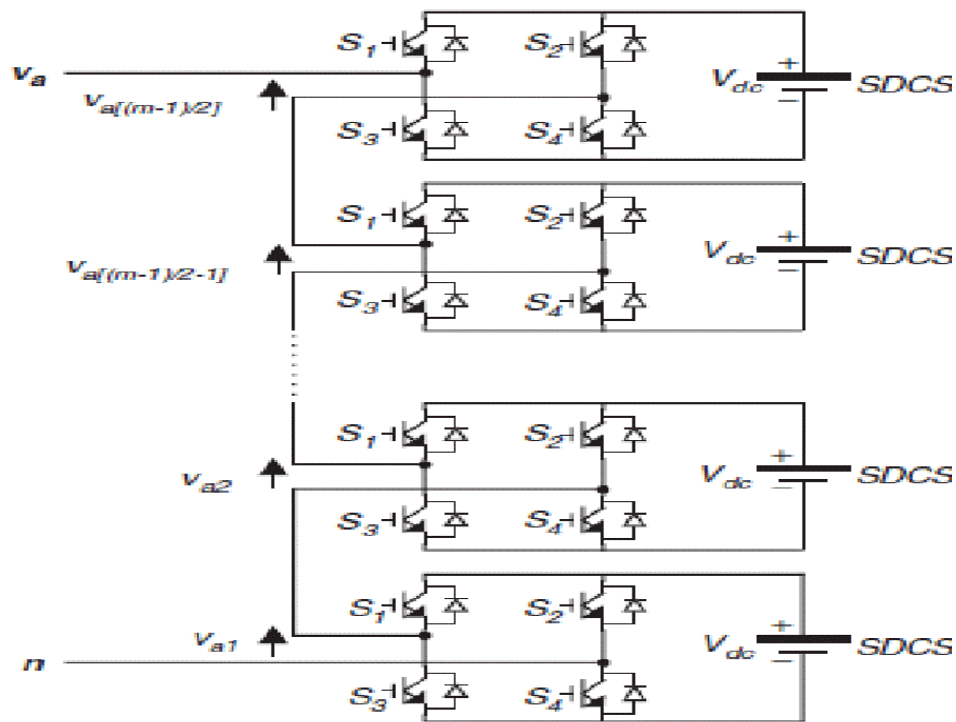 S1 S2
va Vdc + − SDCS
va[(m-1)/2]
S3 S4
S1 S2
va[(m-1)/2-1] Vdc + − SDCS
S3 S4
S1 S2
va2 Vdc + − SDCS
S3 S4
S1 S2
va1 Vdc + − SDCS
n
S3 S4